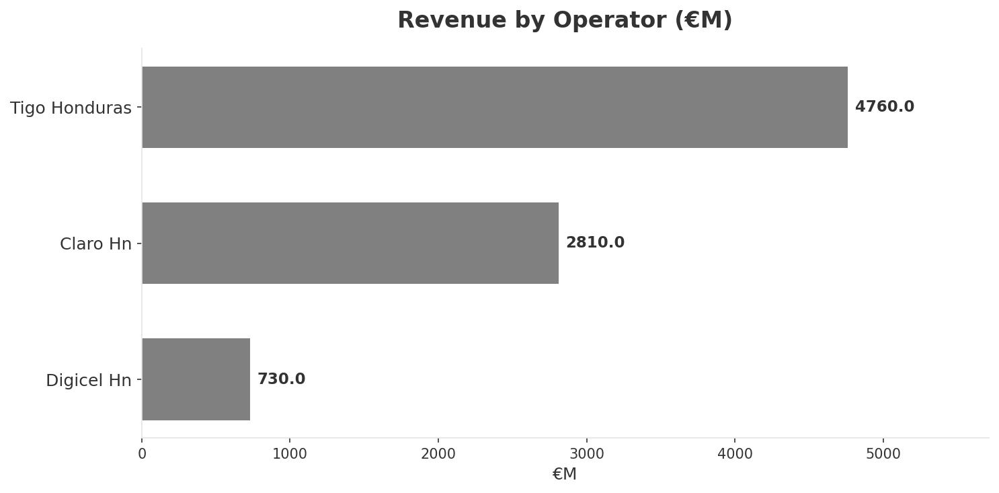 Revenue by Operator (€M)
Tigo Honduras
4760.0
Claro Hn
2810.0
Digicel Hn
730.0
0 1000 2000 3000 4000 5000
€M